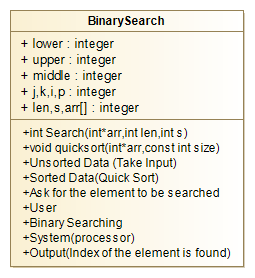 BinarySearch
+ lower : integer
+ upper : integer
+ middle : integer
+ j,k,i,p : integer
+ len,s,arr[] : integer
+int Search(int*arr,int len,int s)
+void quicksort(int*arr,const int size)
+Unsorted Data (Take Input)
+Sorted Data(Quick Sort)
+Ask for the element to be searched
+User
+Binary Searching
+System(processor)
+Output(Index of the element is found)